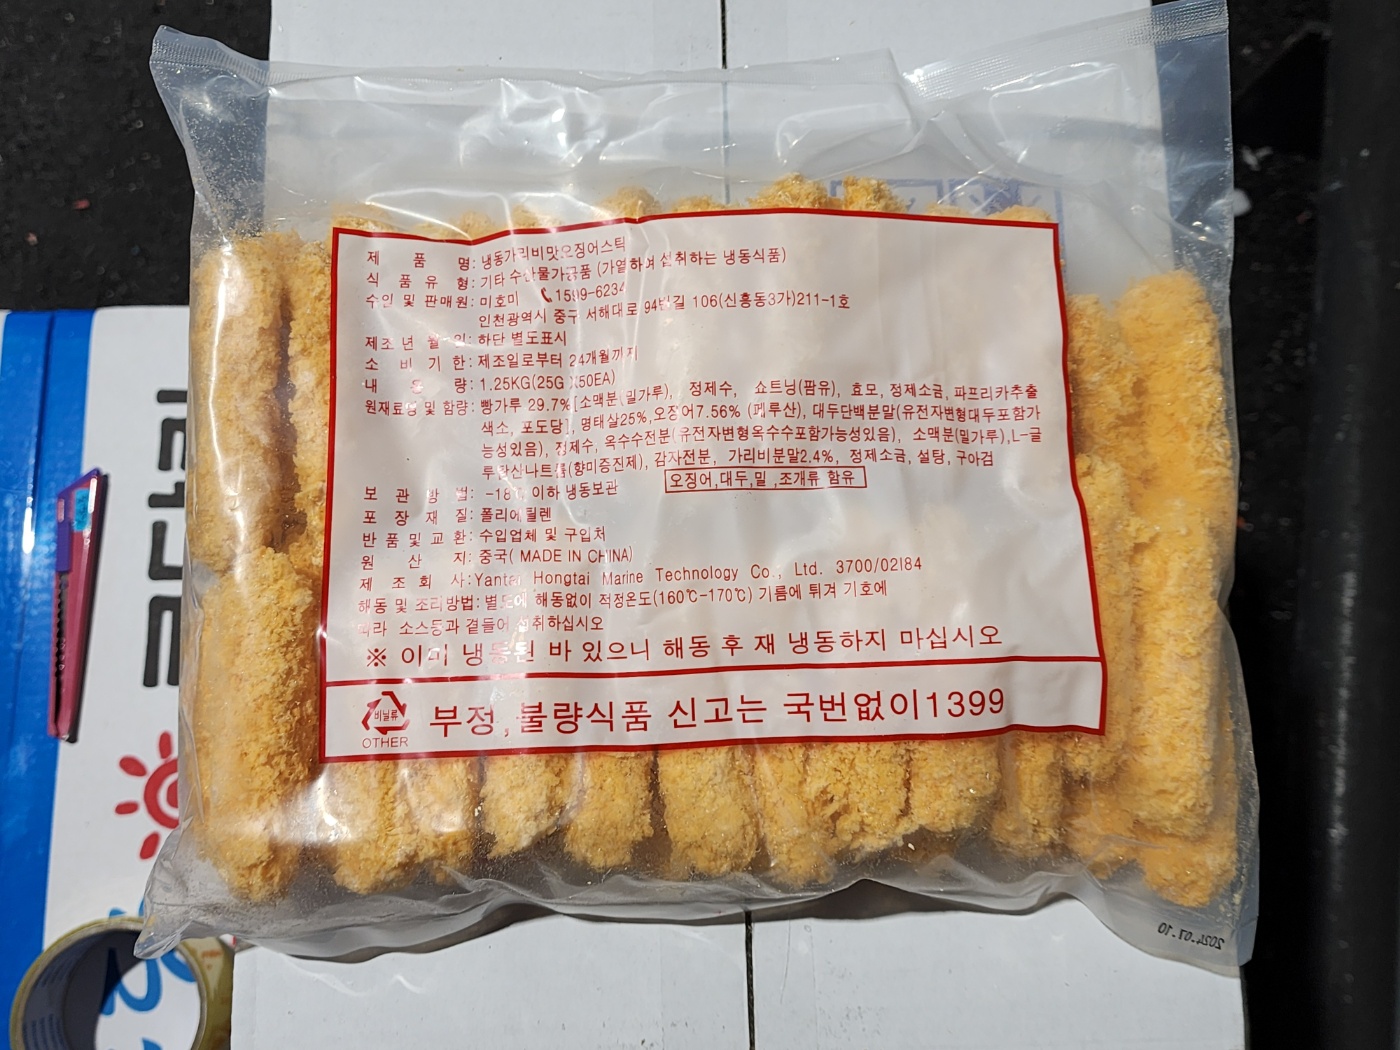 제 품 명: 냉동가리비맛오징어스틱
식 품 유 형: 기타 수산물가공품 (가열하여 섭취하는 냉동식품)
수입 및 판매원: 미호미 1599-6234
인천광역시 중구 서해대로 94번길 106(신흥동3가)211-1호
제조 년 월 일: 하단 별도표시
소 비 기 한: 제조일로부터 24개월까지
내 용 량: 1.25KG(25G X50EA)
원재료명 및 함량: 빵가루 29.7%[소맥분(밀가루), 정제수, 쇼트닝(팜유), 효모, 정제소금, 파프리카추출
색소, 포도당], 명태살25%,오징어7.56% (페루산), 대두단백분말(유전자변형대두포함가
능성있음), 정제수, 옥수수전분(유전자변형옥수수포함가능성있음), 소맥분(밀가루),L-글
루탐산나트륨(향미증진제), 감자전분, 가리비분말2.4%, 정제소금, 설탕, 구아검
오징어,대두,밀,조개류 함유
보 관 방 법: -18℃ 이하 냉동보관
포 장 재 질: 폴리에틸렌
반 품 및 교 환: 수입업체 및 구입처
원 산 지: 중국( MADE IN CHINA)
제 조 회 사:Yantai Hongtai Marine Technology Co., Ltd. 3700/02184
해동 및 조리방법: 별도에 해동없이 적정온도(160℃-170℃) 기름에 튀겨 기호에
따라 소스등과 곁들어 섭취하십시오
※ 이미 냉동된 바 있으니 해동 후 재 냉동하지 마십시오
비닐류
OTHER
부정, 불량식품 신고는 국번없이1399
2024.07.10